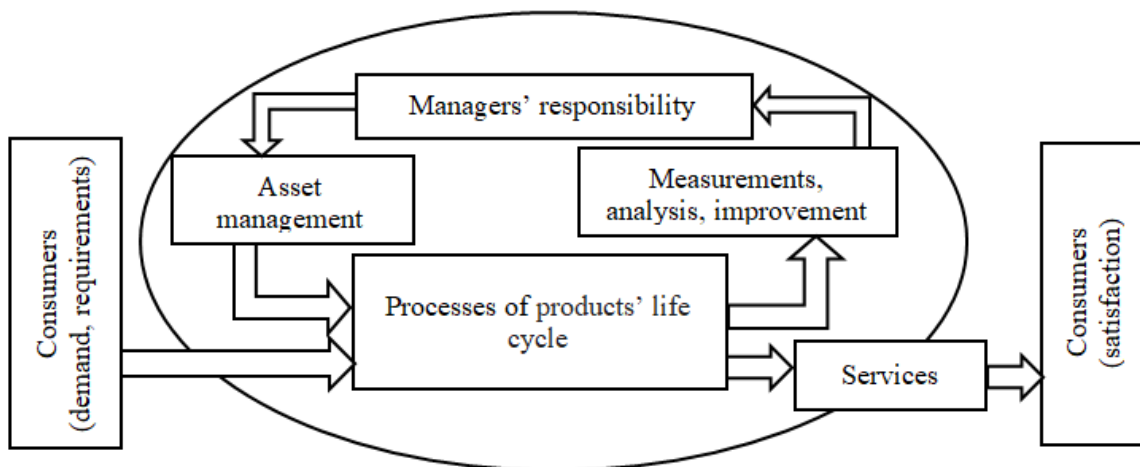 Consumers
(demand, requirements)
Managers’ responsibility
Asset
management
Measurements,
analysis, improvement
Processes of products’ life
cycle
Services
Consumers
(satisfaction)